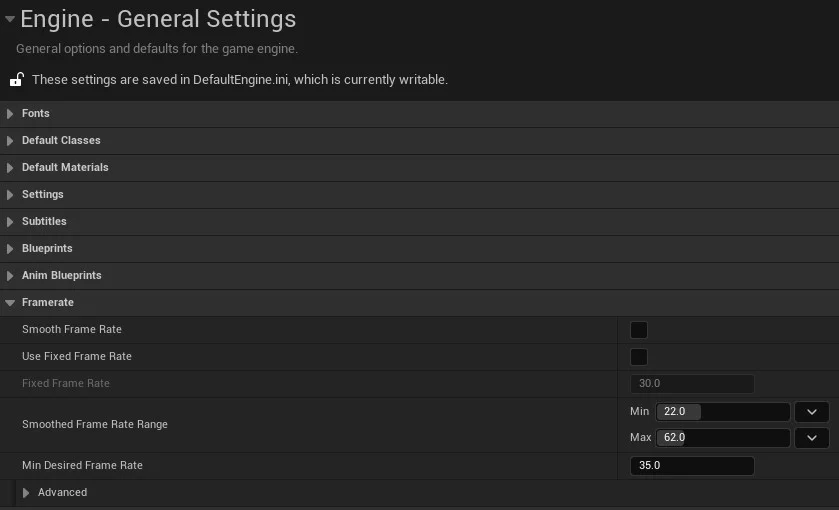 Engine - General Settings
General options and defaults for the game engine.
These settings are saved in DefaultEngine.ini, which is currently writable.
Fonts
Default Classes
Default Materials
Settings
Subtitles
Blueprints
Anim Blueprints
Framerate
Smooth Frame Rate
Use Fixed Frame Rate
Fixed Frame Rate 30.0
Smoothed Frame Rate Range
Min 22.0
Max 62.0
Min Desired Frame Rate 35.0
Advanced